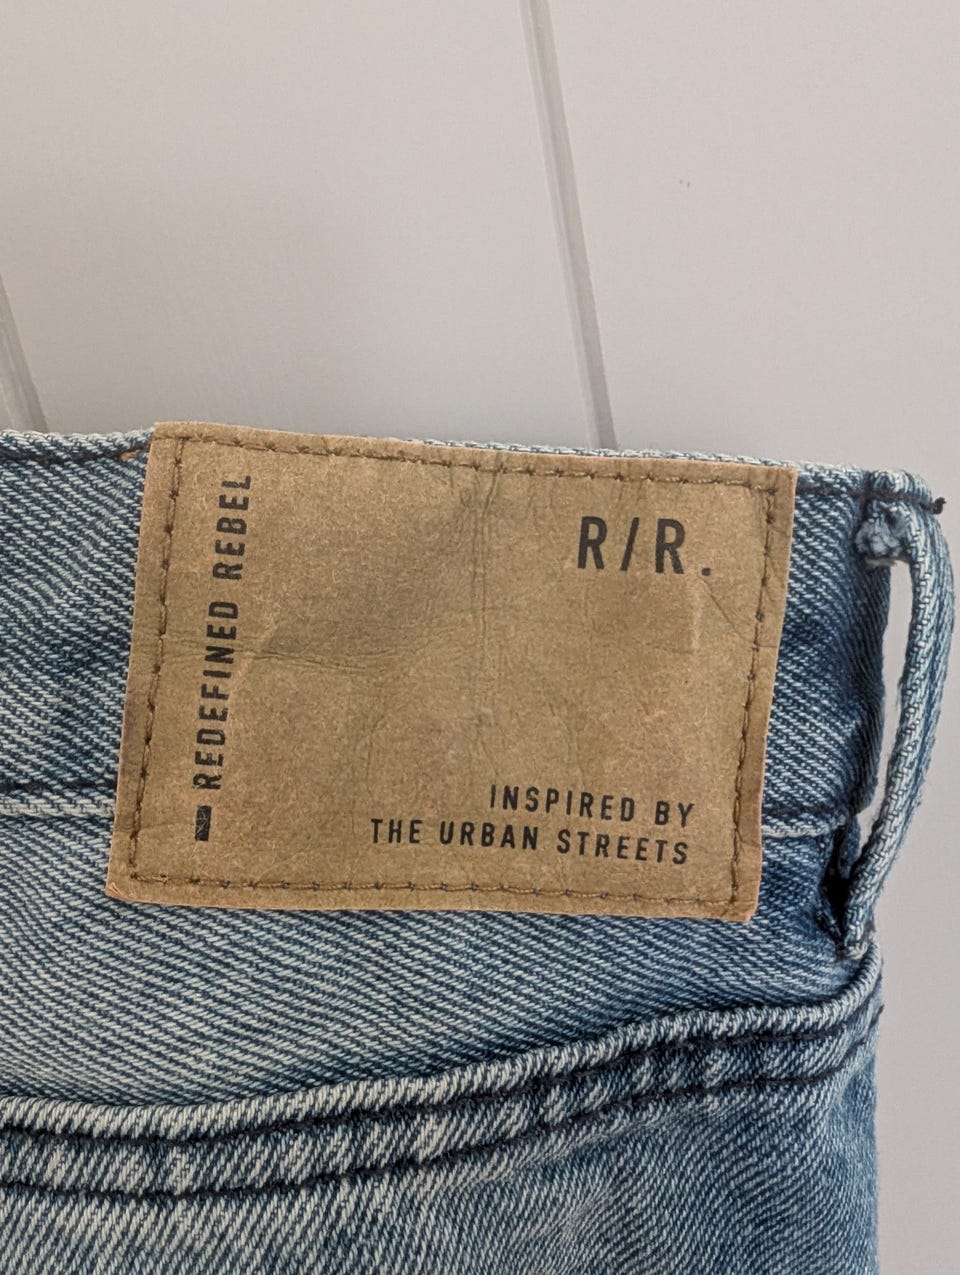 REDEFINED REBEL
R/R.
INSPIRED BY
THE URBAN STREETS